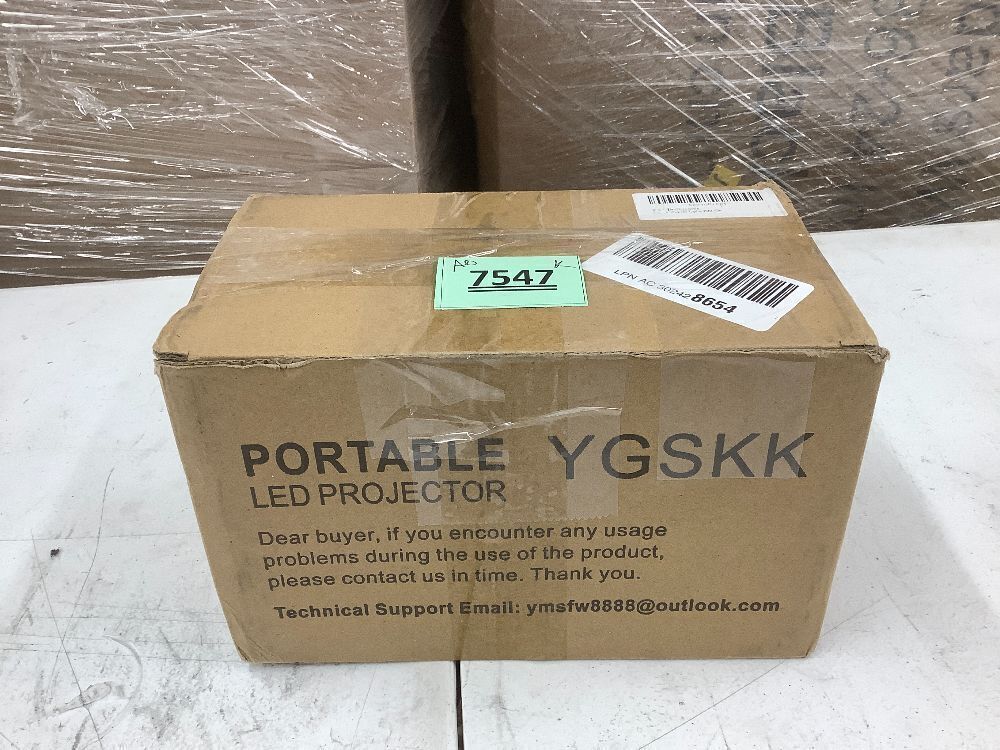 7547
8654
PORTABLE YGSKK
LED PROJECTOR
Dear buyer, if you encounter any usage
problems during the use of the product,
please contact us in time. Thank you.
Technical Support Email: ymsfw8888@outlook.com